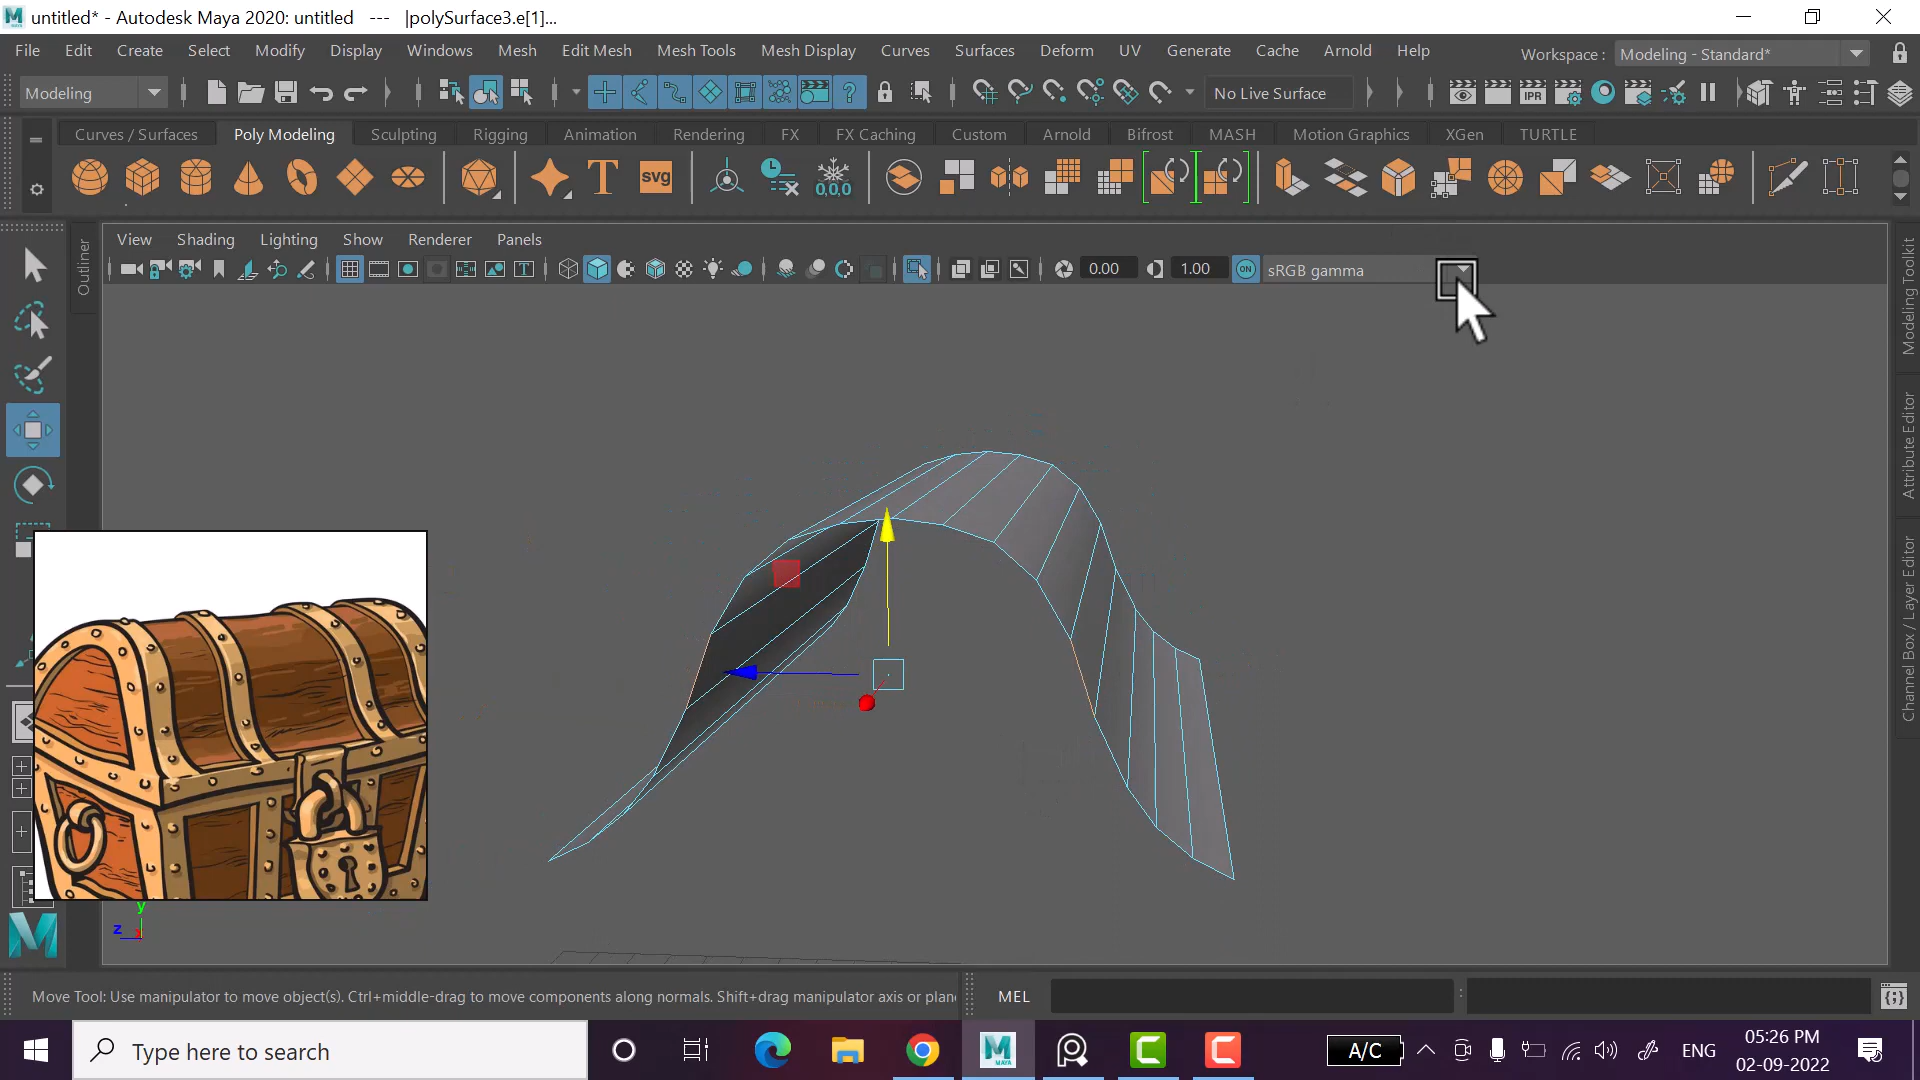 untitled* - Autodesk Maya 2020: untitled   ---   |polySurface3.e[1]...
File Edit Create Select Modify Display Windows Mesh Edit Mesh Mesh Tools Mesh Display Curves Surfaces Deform UV Generate Cache Arnold Help
Workspace : Modeling - Standard*
Modeling
No Live Surface
IPR
Curves / Surfaces Poly Modeling Sculpting Rigging Animation Rendering FX FX Caching Custom Arnold Bifrost MASH Motion Graphics XGen TURTLE
T svg 0,0,0
View Shading Lighting Show Renderer Panels
0.00 1.00 ON sRGB gamma
Outliner
Modeling Toolkit
Attribute Editor
Channel Box / Layer Editor
y
z x
Move Tool: Use manipulator to move object(s). Ctrl+middle-drag to move components along normals. Shift+drag manipulator axis or plan
MEL
MAYA
Type here to search
A/C
ENG
05:26 PM
02-09-2022